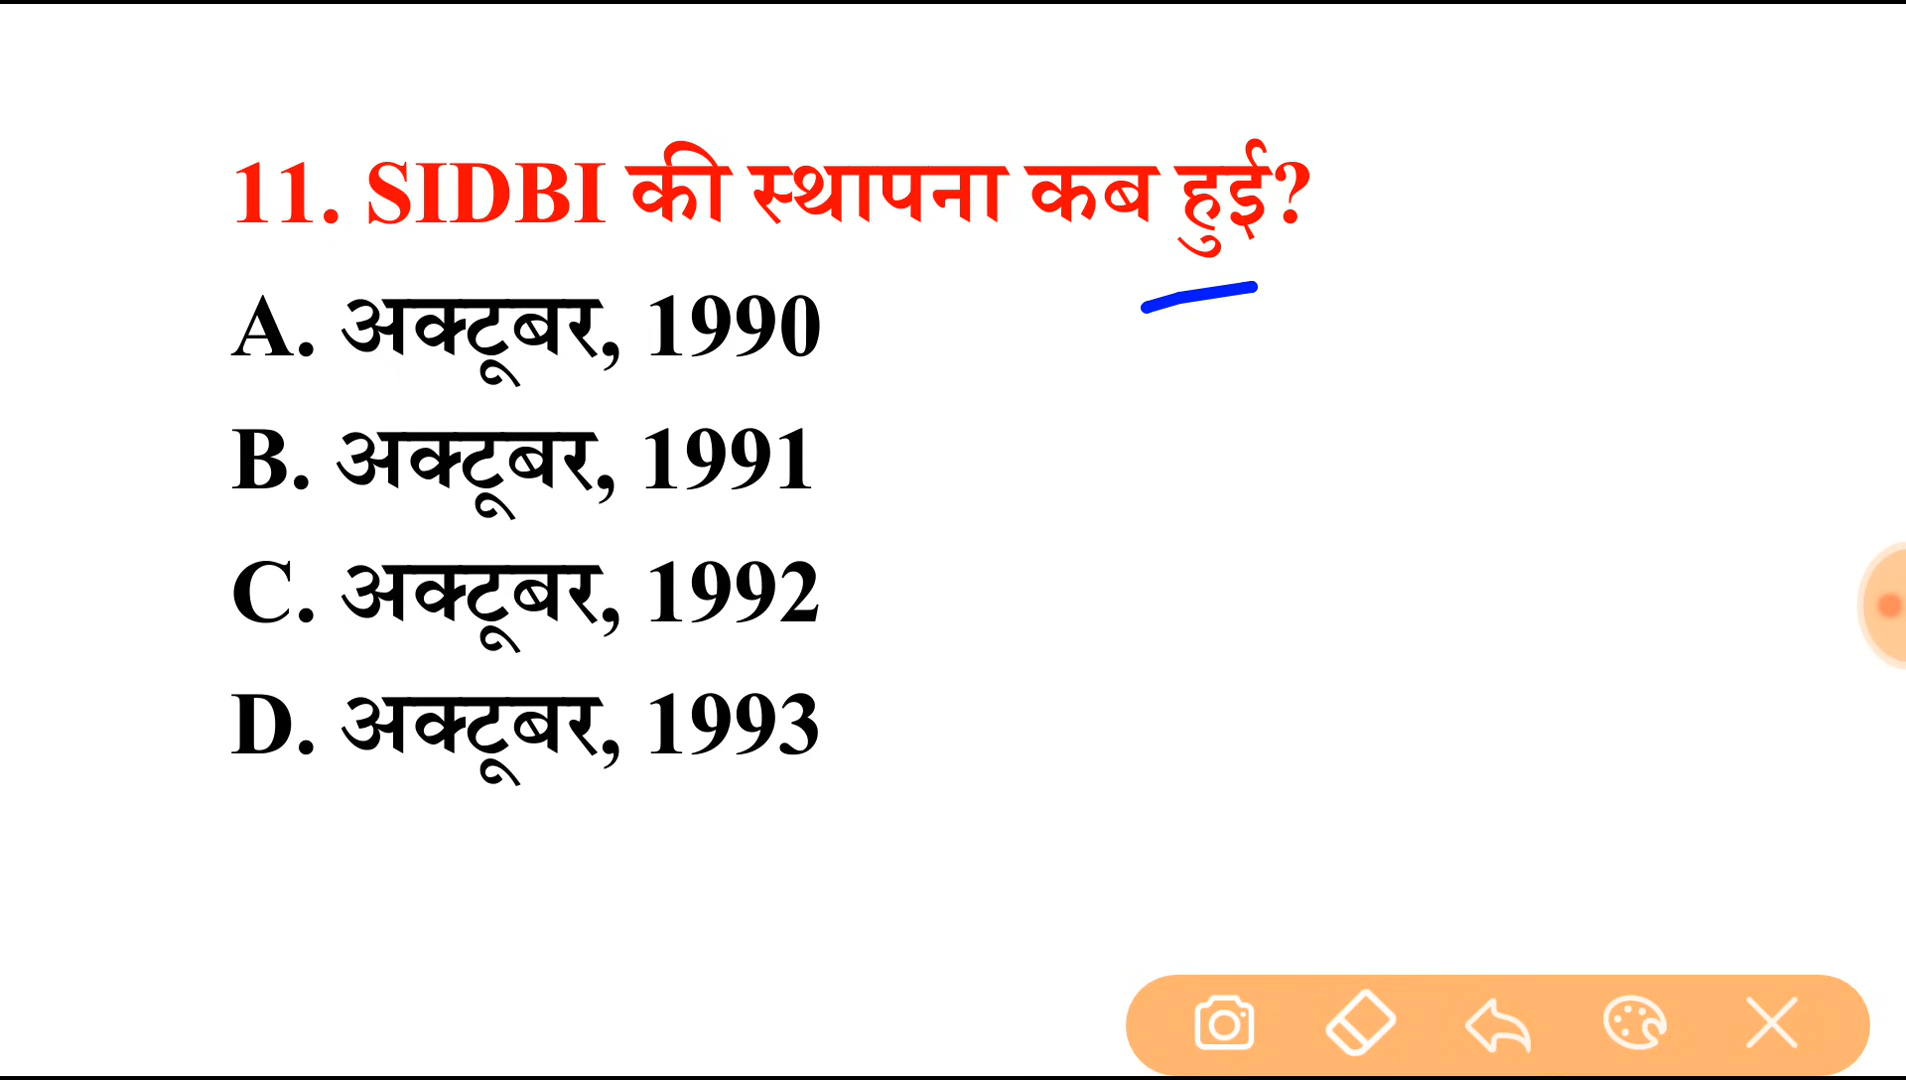 11. SIDBI की स्थापना कब हुई?
A. अक्टूबर, 1990
B. अक्टूबर, 1991
C. अक्टूबर, 1992
D. अक्टूबर, 1993